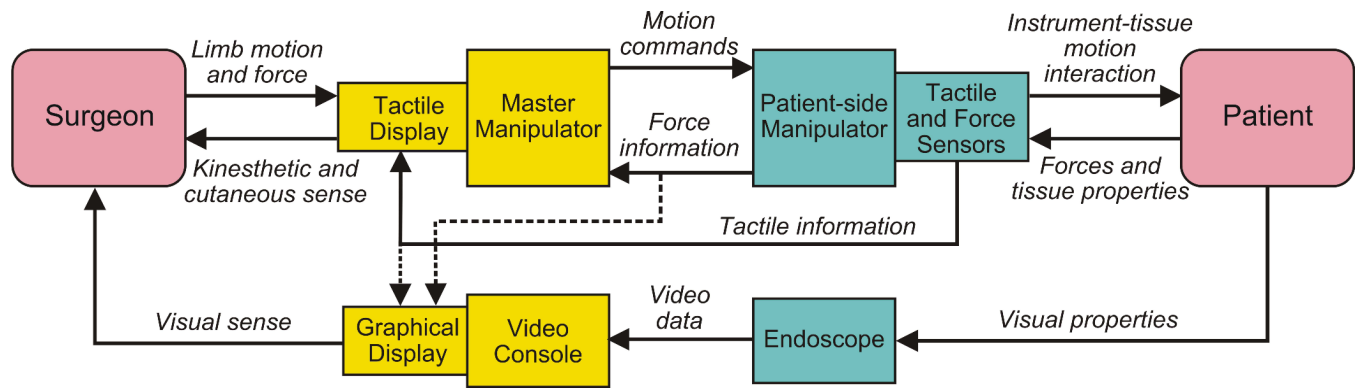 Limb motion
and force
Motion
commands
Instrument-tissue
motion
interaction
Surgeon
Tactile
Display
Master
Manipulator
Patient-side
Manipulator
Tactile
and Force
Sensors
Patient
Kinesthetic and
cutaneous sense
Force
information
Forces and
tissue properties
Tactile information
Visual sense
Graphical
Display
Video
Console
Video
data
Endoscope
Visual properties